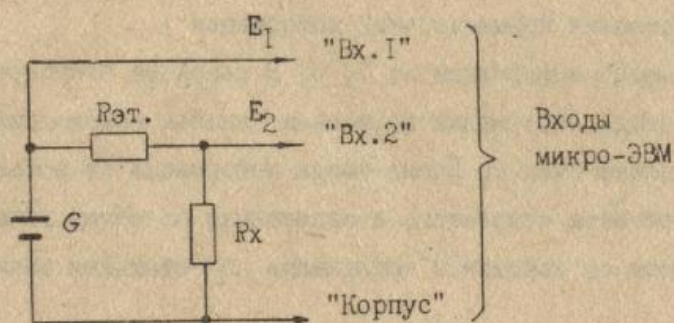 E1 "Вх.1"
Rэт. E2 "Вх.2"
Входы
микро-ЭВМ
G Rx
"Корпус"